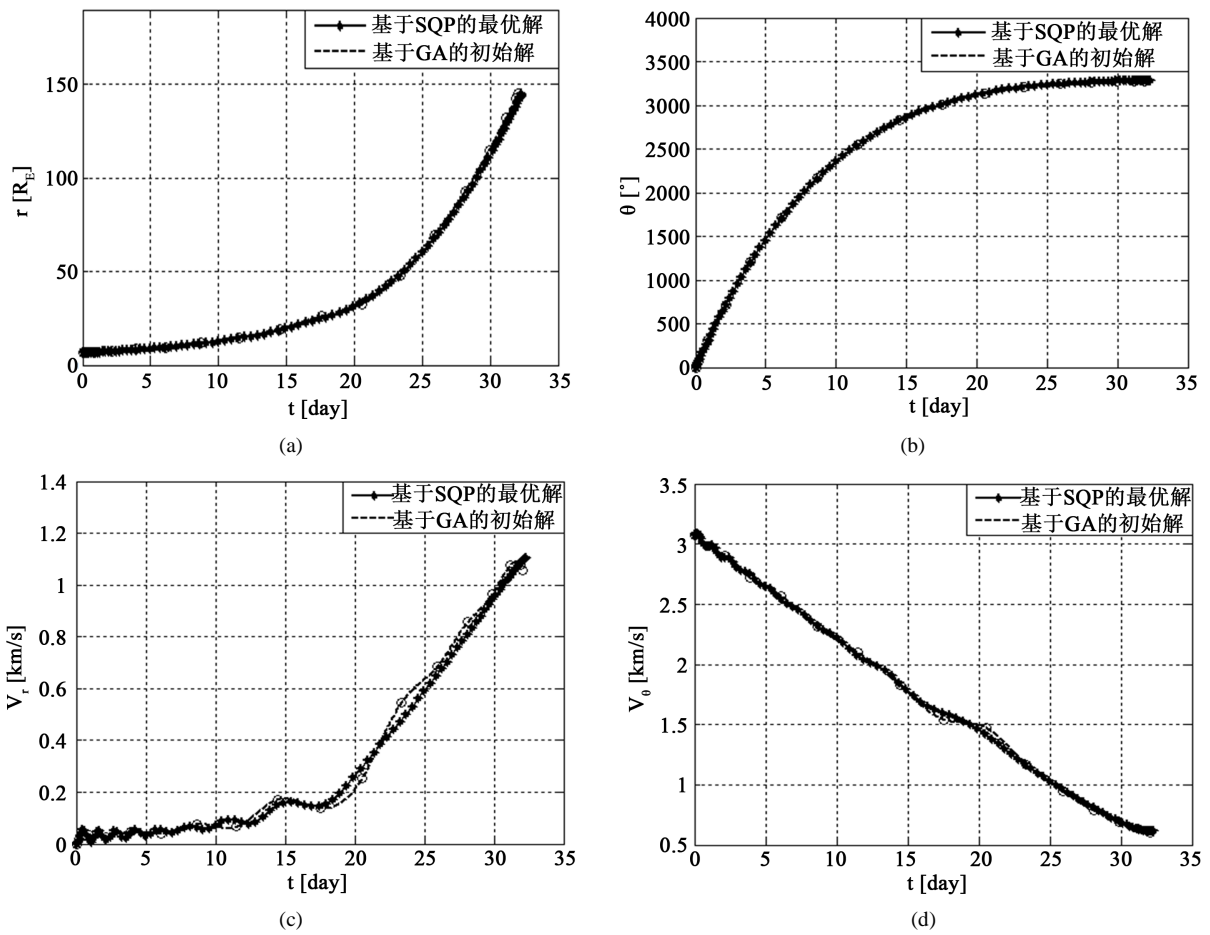 基于SQP的最优解
基于GA的初始解
150
100
50
0
r [R_E]
0 5 10 15 20 25 30 35
t [day]
(a)
基于SQP的最优解
基于GA的初始解
4000
3500
3000
2500
2000
1500
1000
500
0
θ [°]
0 5 10 15 20 25 30 35
t [day]
(b)
基于SQP的最优解
基于GA的初始解
1.4
1.2
1
0.8
0.6
0.4
0.2
0
V_r [km/s]
0 5 10 15 20 25 30 35
t [day]
(c)
基于SQP的最优解
基于GA的初始解
3.5
3
2.5
2
1.5
1
0.5
V_θ [km/s]
0 5 10 15 20 25 30 35
t [day]
(d)